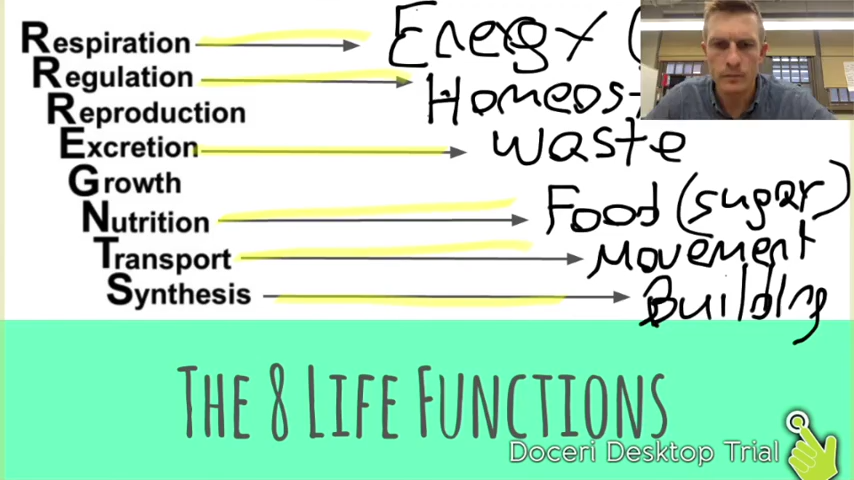 Respiration Energy (
Regulation Homeos
Reproduction
Excretion waste
Growth
Nutrition Food (sugar)
Transport Movement
Synthesis Building
THE 8 LIFE FUNCTIONS
Doceri Desktop Trial